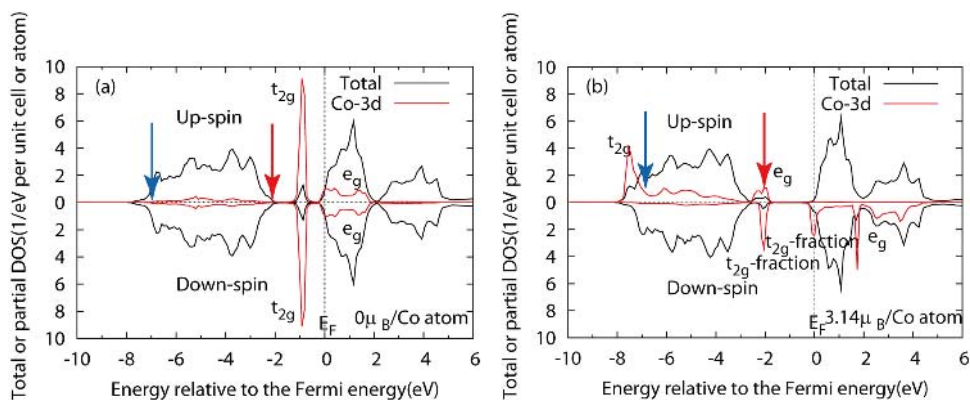 (a)
Total
Co-3d
t2g
Up-spin
eg
eg
Down-spin
t2g
EF
0μB/Co atom
10
8
6
4
2
0
2
4
6
8
10
-10 -8 -6 -4 -2 0 2 4 6
Total or partial DOS(1/eV per unit cell or atom)
Energy relative to the Fermi energy(eV)
(b)
Total
Co-3d
Up-spin
t2g
eg
t2g-fraction
eg
t2g-fraction
Down-spin
EF
3.14μB/Co atom
10
8
6
4
2
0
2
4
6
8
10
-10 -8 -6 -4 -2 0 2 4 6
Total or partial DOS(1/eV per unit cell or atom)
Energy relative to the Fermi energy(eV)